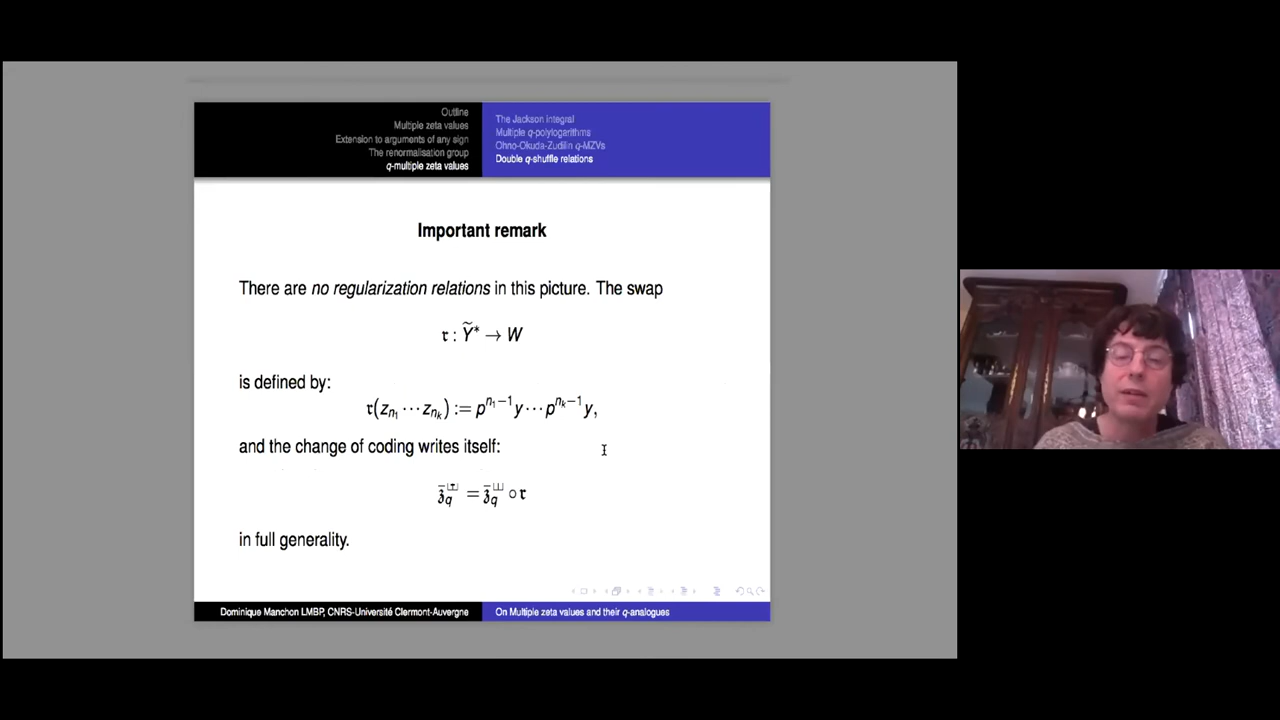 Outline
Multiple zeta values
Extension to arguments of any sign
The renormalisation group
q-multiple zeta values
The Jackson integral
Multiple q-polylogarithms
Ohno-Okuda-Zudilin q-MZVs
Double q-shuffle relations
Important remark
There are no regularization relations in this picture. The swap
𝔯 : Ỹ* → W
is defined by:
𝔯(z_{n_1} ⋯ z_{n_k}) := p^{n_1−1}y ⋯ p^{n_k−1}y,
and the change of coding writes itself:
𝔷̄_q^{⧢} = 𝔷̄_q^{ш} ∘ 𝔯
in full generality.
Dominique Manchon LMBP, CNRS-Université Clermont-Auvergne
On Multiple zeta values and their q-analogues